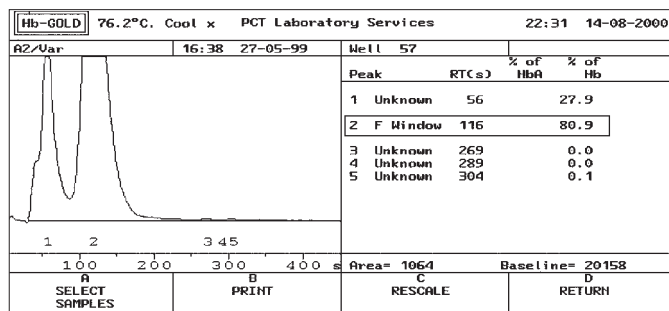 Hb-GOLD 76.2°C. Cool x PCT Laboratory Services 22:31 14-08-2000
A2/Var 16:38 27-05-99 Well 57
% of % of
Peak RT(s) HbA Hb
1 Unknown 56 27.9
2 F Window 116 80.9
3 Unknown 269 0.0
4 Unknown 289 0.0
5 Unknown 304 0.1
1 2 3 4 5
100 200 300 400 s
Area= 1064 Baseline= 20158
A B C D
SELECT PRINT RESCALE RETURN
SAMPLES